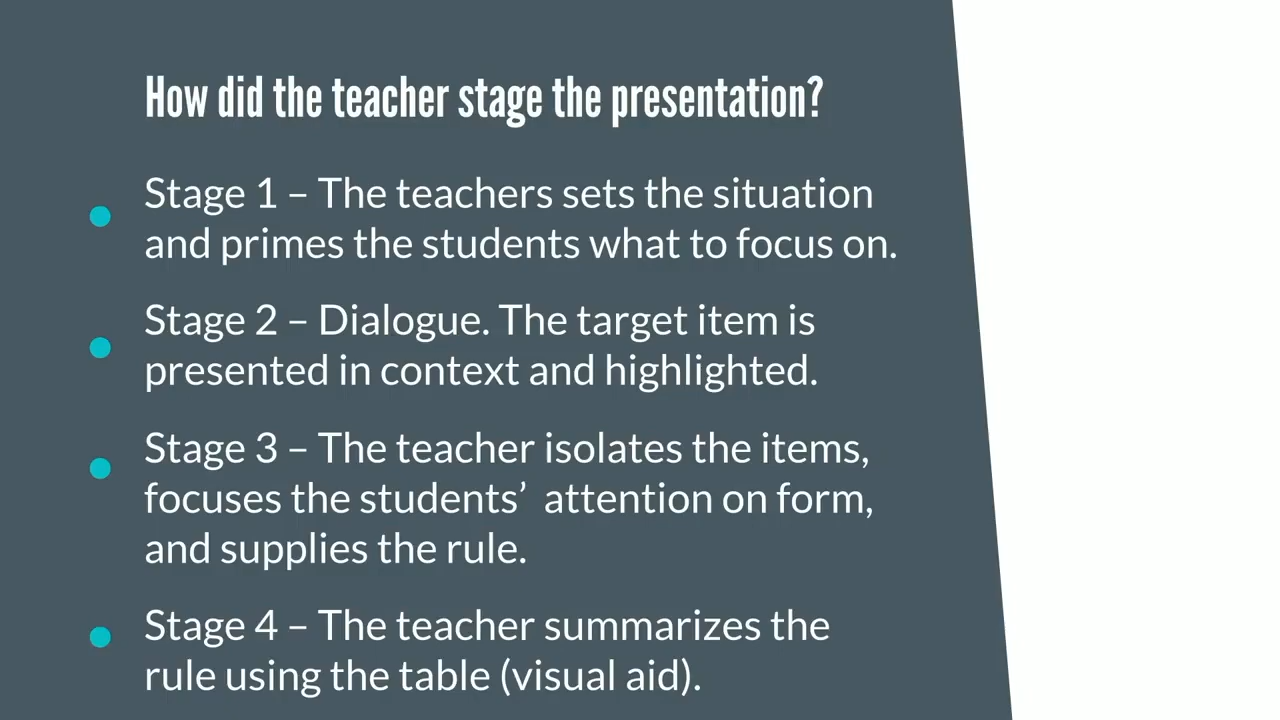 How did the teacher stage the presentation?
Stage 1 – The teachers sets the situation
and primes the students what to focus on.
Stage 2 – Dialogue. The target item is
presented in context and highlighted.
Stage 3 – The teacher isolates the items,
focuses the students’  attention on form,
and supplies the rule.
Stage 4 – The teacher summarizes the
rule using the table (visual aid).